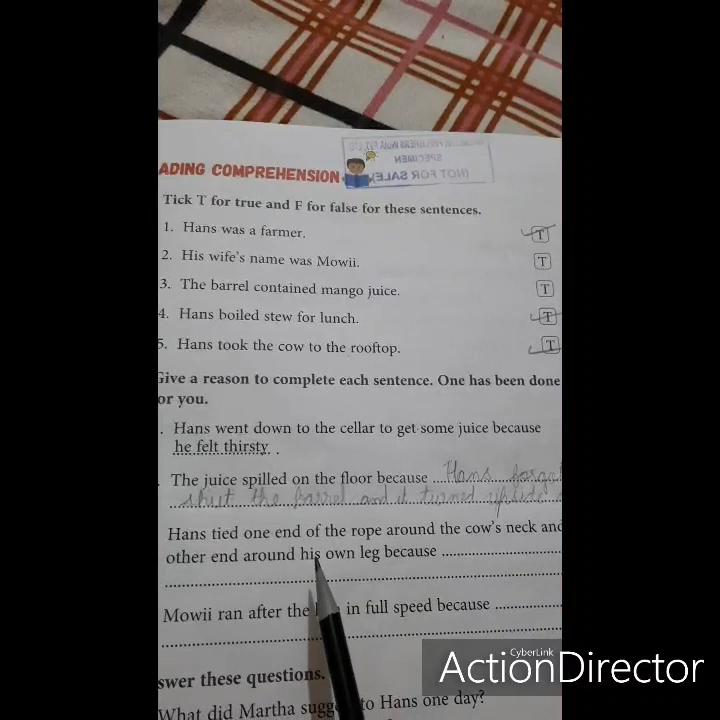 ADING COMPREHENSION
SPECIMEN
(NOT FOR SALE)
Tick T for true and F for false for these sentences.
1. Hans was a farmer. T
2. His wife's name was Mowii. T
3. The barrel contained mango juice. T
4. Hans boiled stew for lunch. T
5. Hans took the cow to the rooftop. T
Give a reason to complete each sentence. One has been done
or you.
. Hans went down to the cellar to get some juice because
he felt thirsty.
The juice spilled on the floor because Hans forgot
shut the barrel and it turned upside
Hans tied one end of the rope around the cow's neck and
other end around his own leg because
Mowii ran after the in full speed because
swer these questions.
What did Martha sugge to Hans one day?
CyberLink
ActionDirector